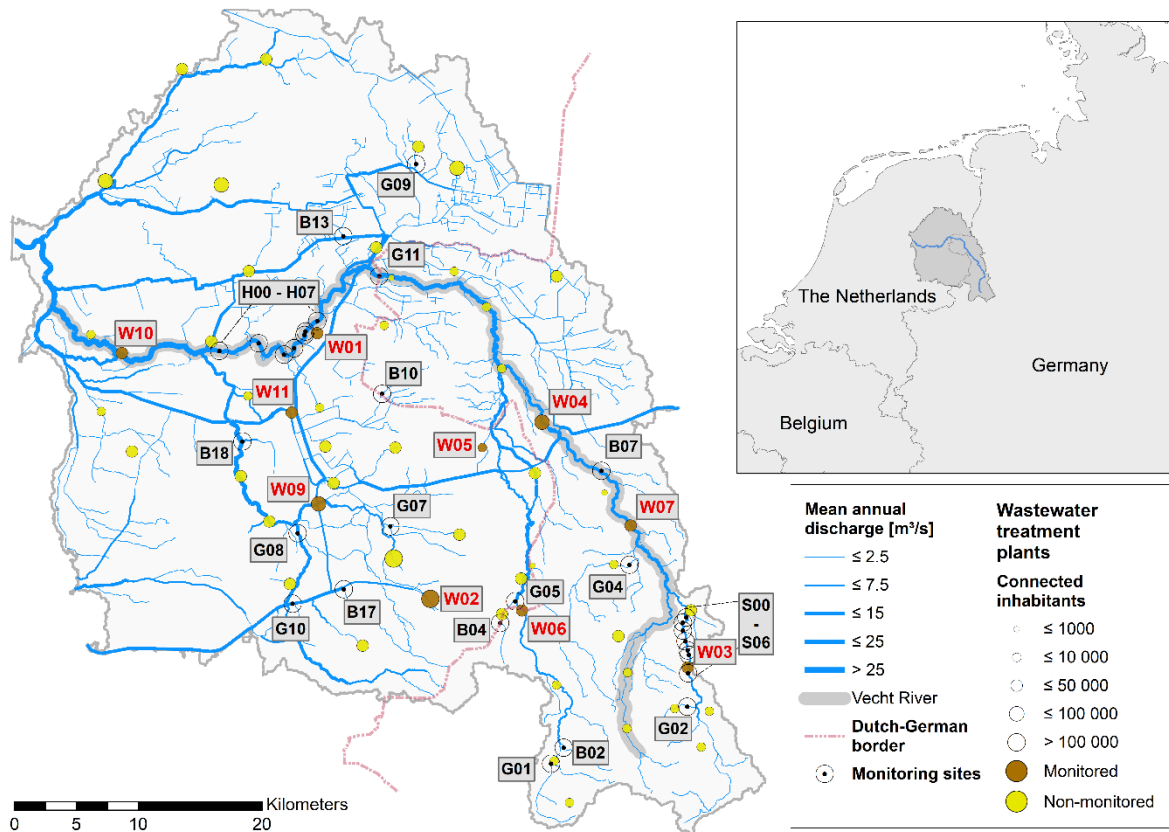 G09
B13
G11
H00 - H07
The Netherlands
Germany
Belgium
W10
W01
B10
W11
W04
W05
B07
B18
W09
W07
G07
G08
G04
G05
S00
-
S06
B17
W02
G10
B04
W06
W03
G02
B02
G01
Kilometers
0 5 10 20
Mean annual
discharge [m³/s]
≤ 2.5
≤ 7.5
≤ 15
≤ 25
> 25
Vecht River
Dutch-German
border
Monitoring sites
Wastewater
treatment
plants
Connected
inhabitants
≤ 1000
≤ 10 000
≤ 50 000
≤ 100 000
> 100 000
Monitored
Non-monitored